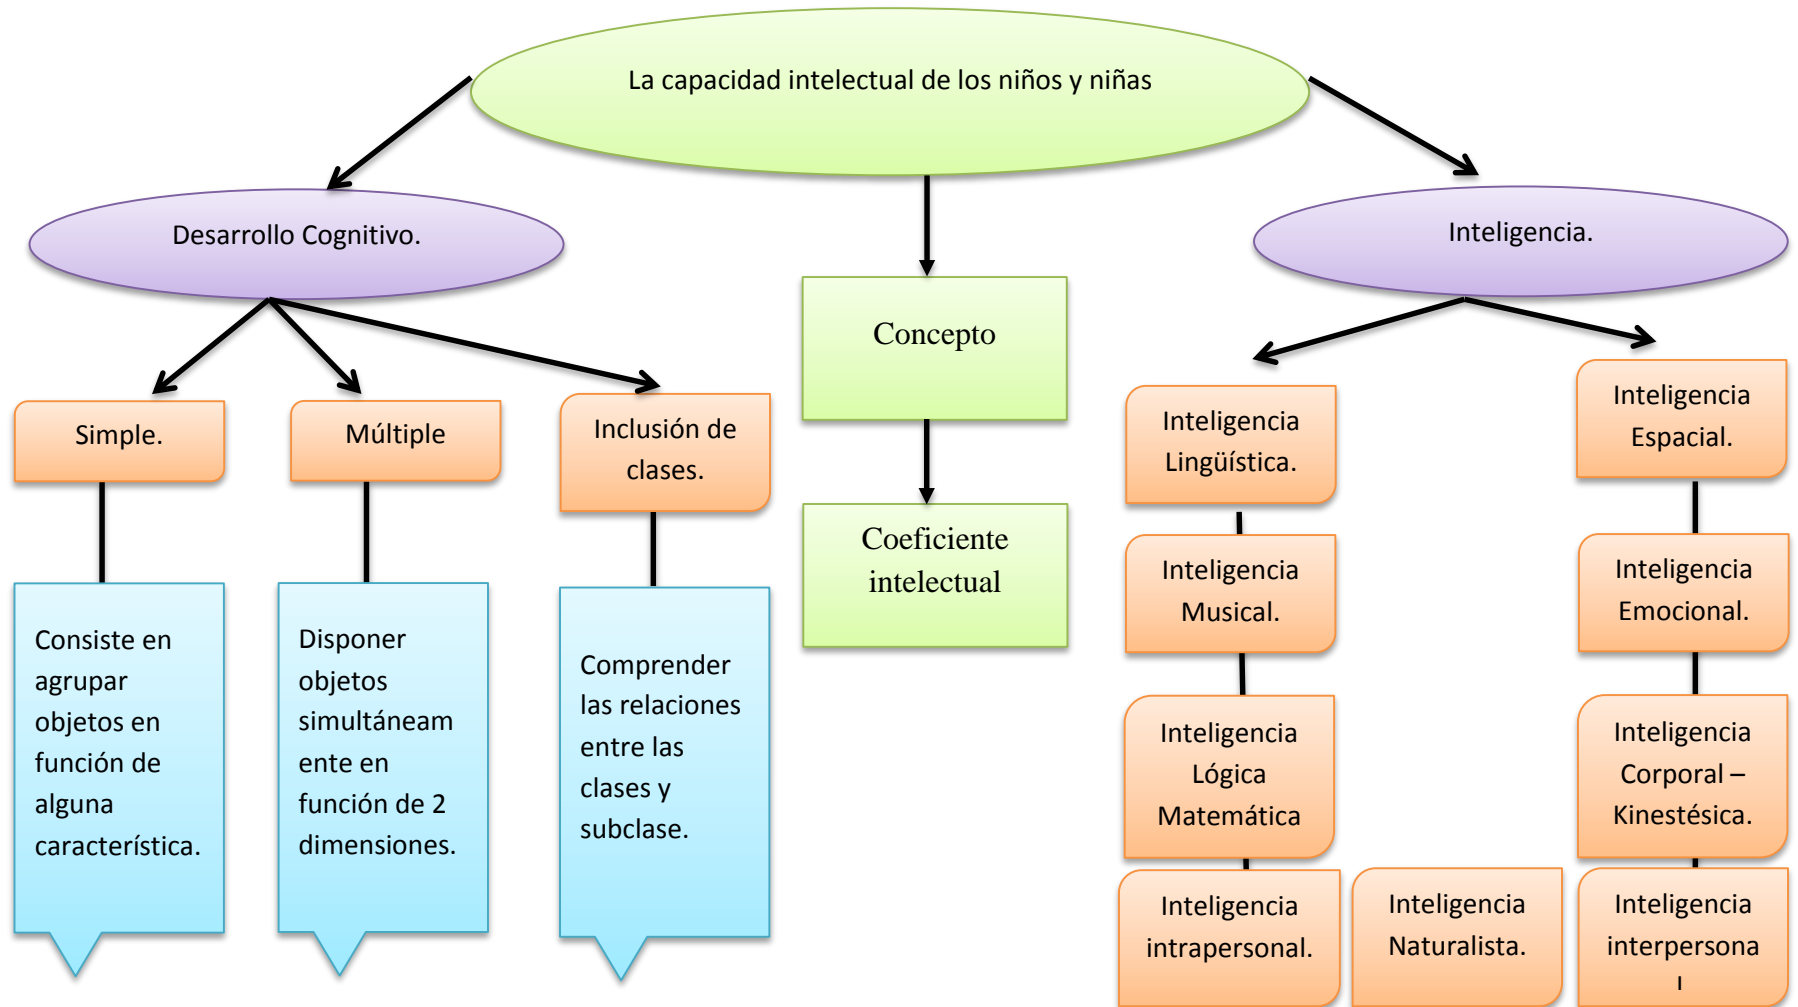 La capacidad intelectual de los niños y niñas
Desarrollo Cognitivo.
Inteligencia.
Concepto
Coeficiente
intelectual
Simple.
Múltiple
Inclusión de
clases.
Consiste en
agrupar
objetos en
función de
alguna
característica.
Disponer
objetos
simultáneam
ente en
función de 2
dimensiones.
Comprender
las relaciones
entre las
clases y
subclase.
Inteligencia
Lingüística.
Inteligencia
Musical.
Inteligencia
Lógica
Matemática
Inteligencia
intrapersonal.
Inteligencia
Naturalista.
Inteligencia
Espacial.
Inteligencia
Emocional.
Inteligencia
Corporal –
Kinestésica.
Inteligencia
interpersona
l